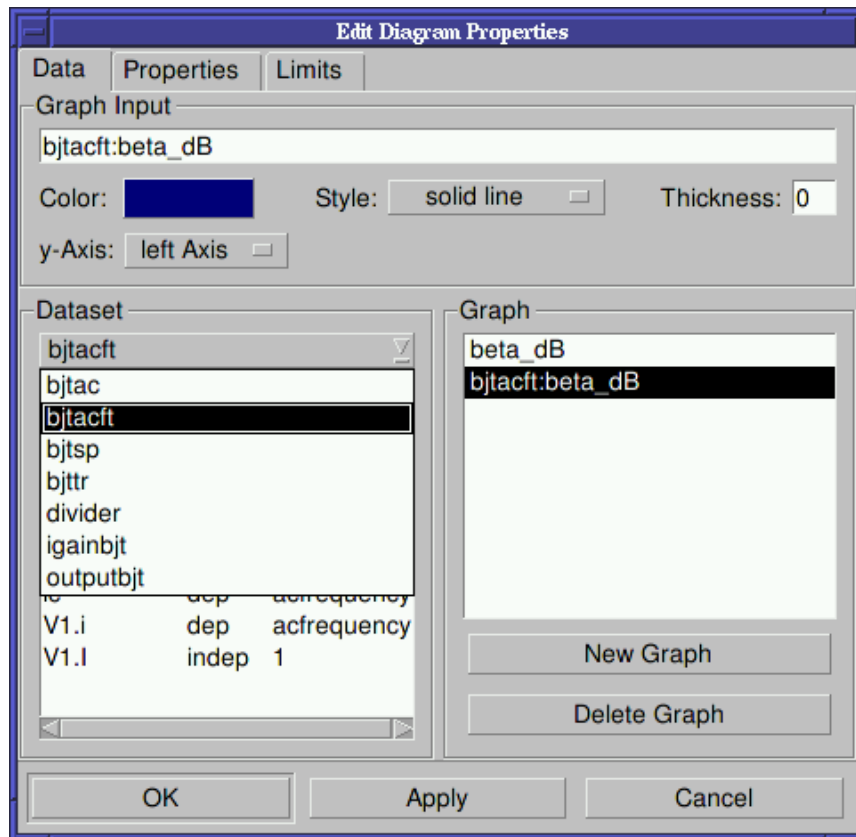 Edit Diagram Properties
Data Properties Limits
Graph Input
bjtacft:beta_dB
Color: Style: solid line Thickness: 0
y-Axis: left Axis
Dataset
bjtacft
bjtac
bjtacft
bjtsp
bjttr
divider
igainbjt
outputbjt
dep acfrequency
V1.i dep acfrequency
V1.I indep 1
Graph
beta_dB
bjtacft:beta_dB
New Graph
Delete Graph
OK Apply Cancel